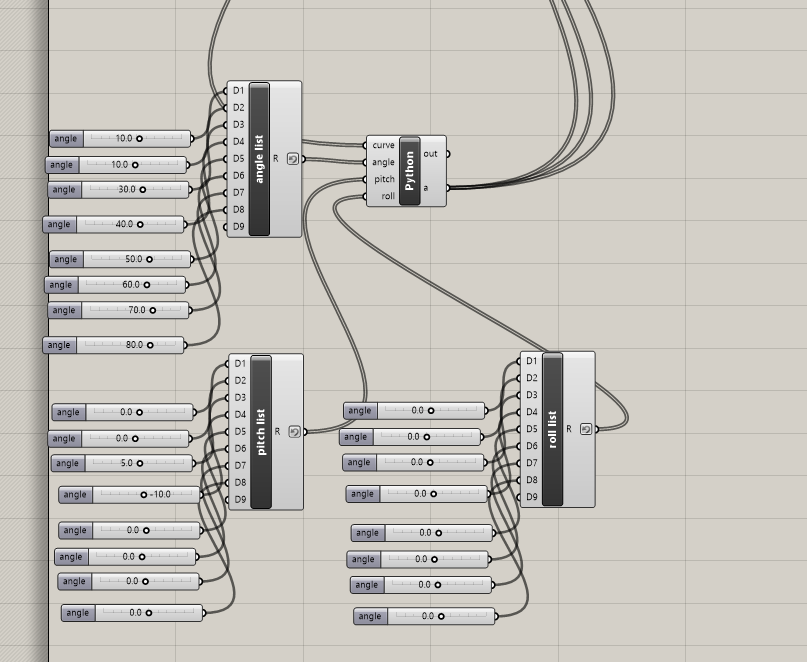 angle 10.0
angle 10.0
angle 30.0
angle 40.0
angle 50.0
angle 60.0
angle 70.0
angle 80.0
D1
D2
D3
D4
D5
D6
D7
D8
D9
angle list
R
curve
angle
pitch
roll
Python
out
a
angle 0.0
angle 0.0
angle 5.0
angle -10.0
angle 0.0
angle 0.0
angle 0.0
angle 0.0
D1
D2
D3
D4
D5
D6
D7
D8
D9
pitch list
R
angle 0.0
angle 0.0
angle 0.0
angle 0.0
angle 0.0
angle 0.0
angle 0.0
angle 0.0
D1
D2
D3
D4
D5
D6
D7
D8
D9
roll list
R